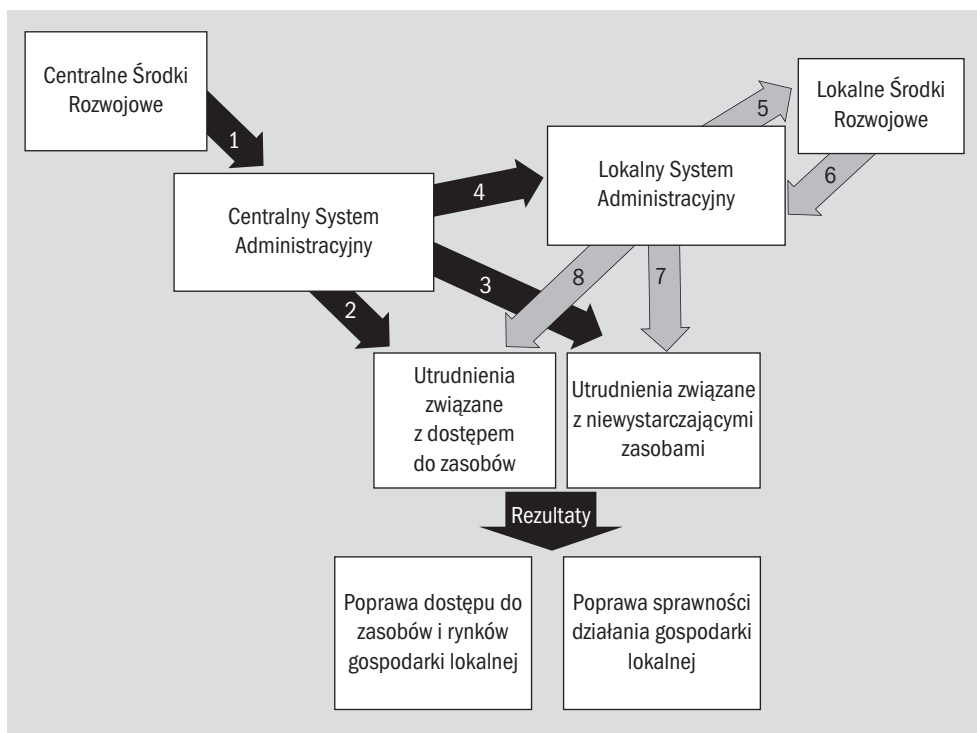 Centralne Środki
Rozwojowe
1
Lokalne Środki
Rozwojowe
5
6
Centralny System
Administracyjny
4
Lokalny System
Administracyjny
2
3
8
7
Utrudnienia
związane
z dostępem
do zasobów
Utrudnienia związane
z niewystarczającymi
zasobami
Rezultaty
Poprawa dostępu do
zasobów i rynków
gospodarki lokalnej
Poprawa sprawności
działania gospodarki
lokalnej